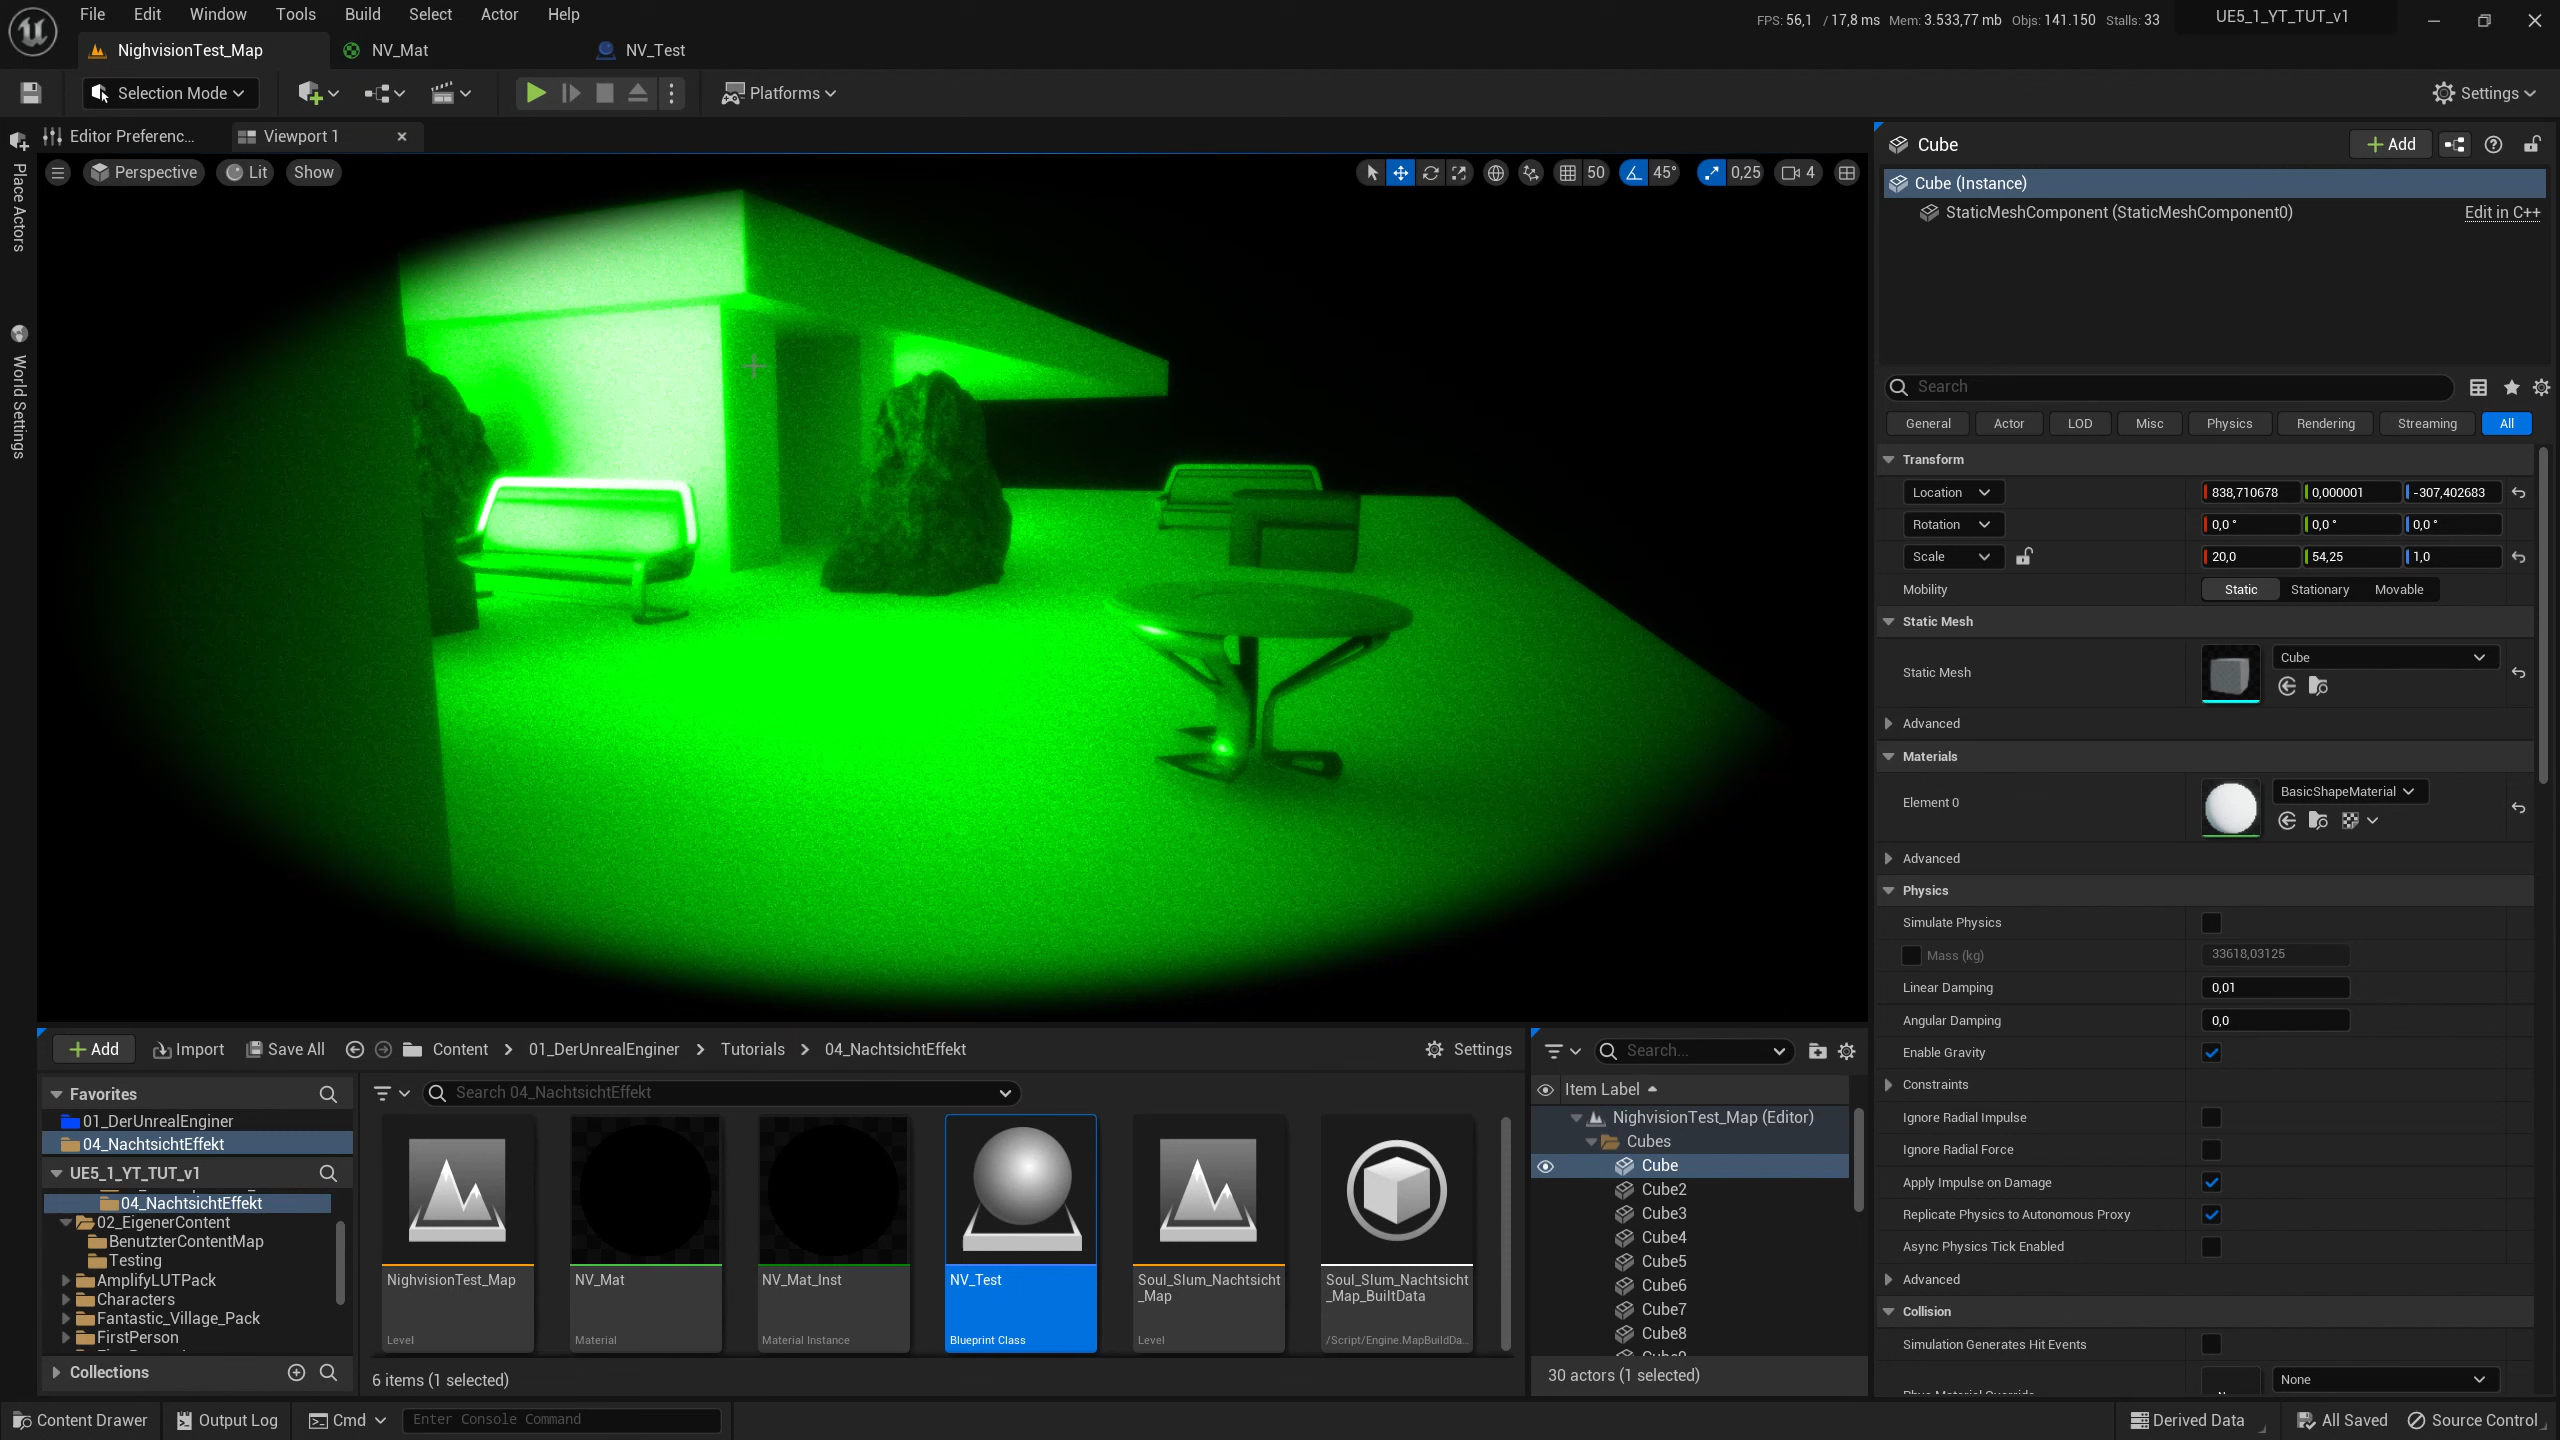 File Edit Window Tools Build Select Actor Help
FPS: 56,1 / 17,8 ms Mem: 3.533,77 mb Objs: 141.150 Stalls: 33
UE5_1_YT_TUT_v1
NighvisionTest_Map
NV_Mat
NV_Test
Selection Mode
Platforms
Settings
Editor Preferenc...
Viewport 1
Place Actors
World Settings
Perspective
Lit
Show
50
45°
0,25
4
Cube
Add
Cube (Instance)
StaticMeshComponent (StaticMeshComponent0)
Edit in C++
Search
General Actor LOD Misc Physics Rendering Streaming All
Transform
Location 838,710678 0,000001 -307,402683
Rotation 0,0 ° 0,0 ° 0,0 °
Scale 20,0 54,25 1,0
Mobility Static Stationary Movable
Static Mesh
Static Mesh
Cube
Advanced
Materials
Element 0
BasicShapeMaterial
Advanced
Physics
Simulate Physics
Mass (kg) 33618,03125
Linear Damping 0,01
Angular Damping 0,0
Enable Gravity
Constraints
Ignore Radial Impulse
Ignore Radial Force
Apply Impulse on Damage
Replicate Physics to Autonomous Proxy
Async Physics Tick Enabled
Advanced
Collision
Simulation Generates Hit Events
None
Add
Import
Save All
Content > 01_DerUnrealEnginer > Tutorials > 04_NachtsichtEffekt
Settings
Favorites
01_DerUnrealEnginer
04_NachtsichtEffekt
UE5_1_YT_TUT_v1
04_NachtsichtEffekt
02_EigenerContent
BenutzterContentMap
Testing
AmplifyLUTPack
Characters
Fantastic_Village_Pack
FirstPerson
Collections
Search 04_NachtsichtEffekt
NighvisionTest_Map
Level
NV_Mat
Material
NV_Mat_Inst
Material Instance
NV_Test
Blueprint Class
Soul_Slum_Nachtsicht
_Map
Level
Soul_Slum_Nachtsicht
_Map_BuiltData
/Script/Engine.MapBuildDa...
6 items (1 selected)
Search...
Item Label
NighvisionTest_Map (Editor)
Cubes
Cube
Cube2
Cube3
Cube4
Cube5
Cube6
Cube7
Cube8
30 actors (1 selected)
Content Drawer
Output Log
Cmd
Enter Console Command
Derived Data
All Saved
Source Control